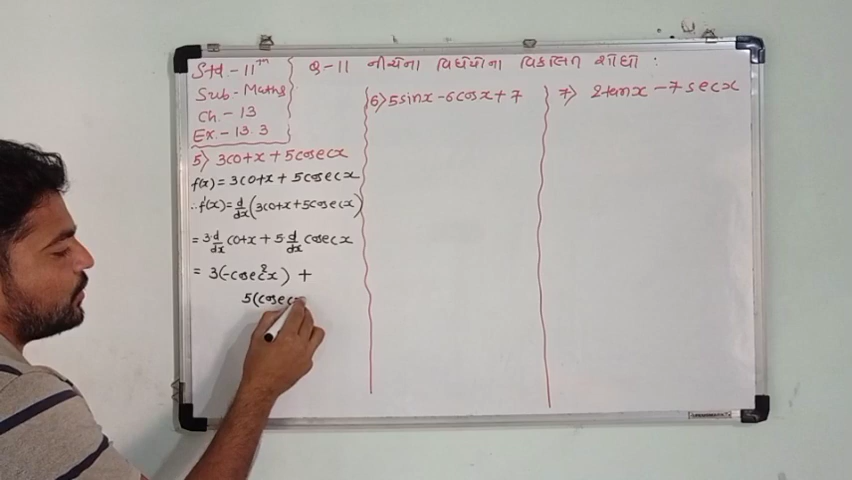 Std.-11th
Sub.-Maths
Ch.-13
Ex.-13.3
Q-11 નીચેના વિધેયોના વિકલિત શોધો :
5> 3cotx + 5cosecx
f(x) = 3cotx + 5cosecx
∴ f'(x) = d/dx (3cotx + 5cosecx)
= 3·d/dx cotx + 5·d/dx cosecx
= 3(-cosec²x) +
5(cosec
6> 5sinx - 6cosx + 7
7> 2tanx - 7secx